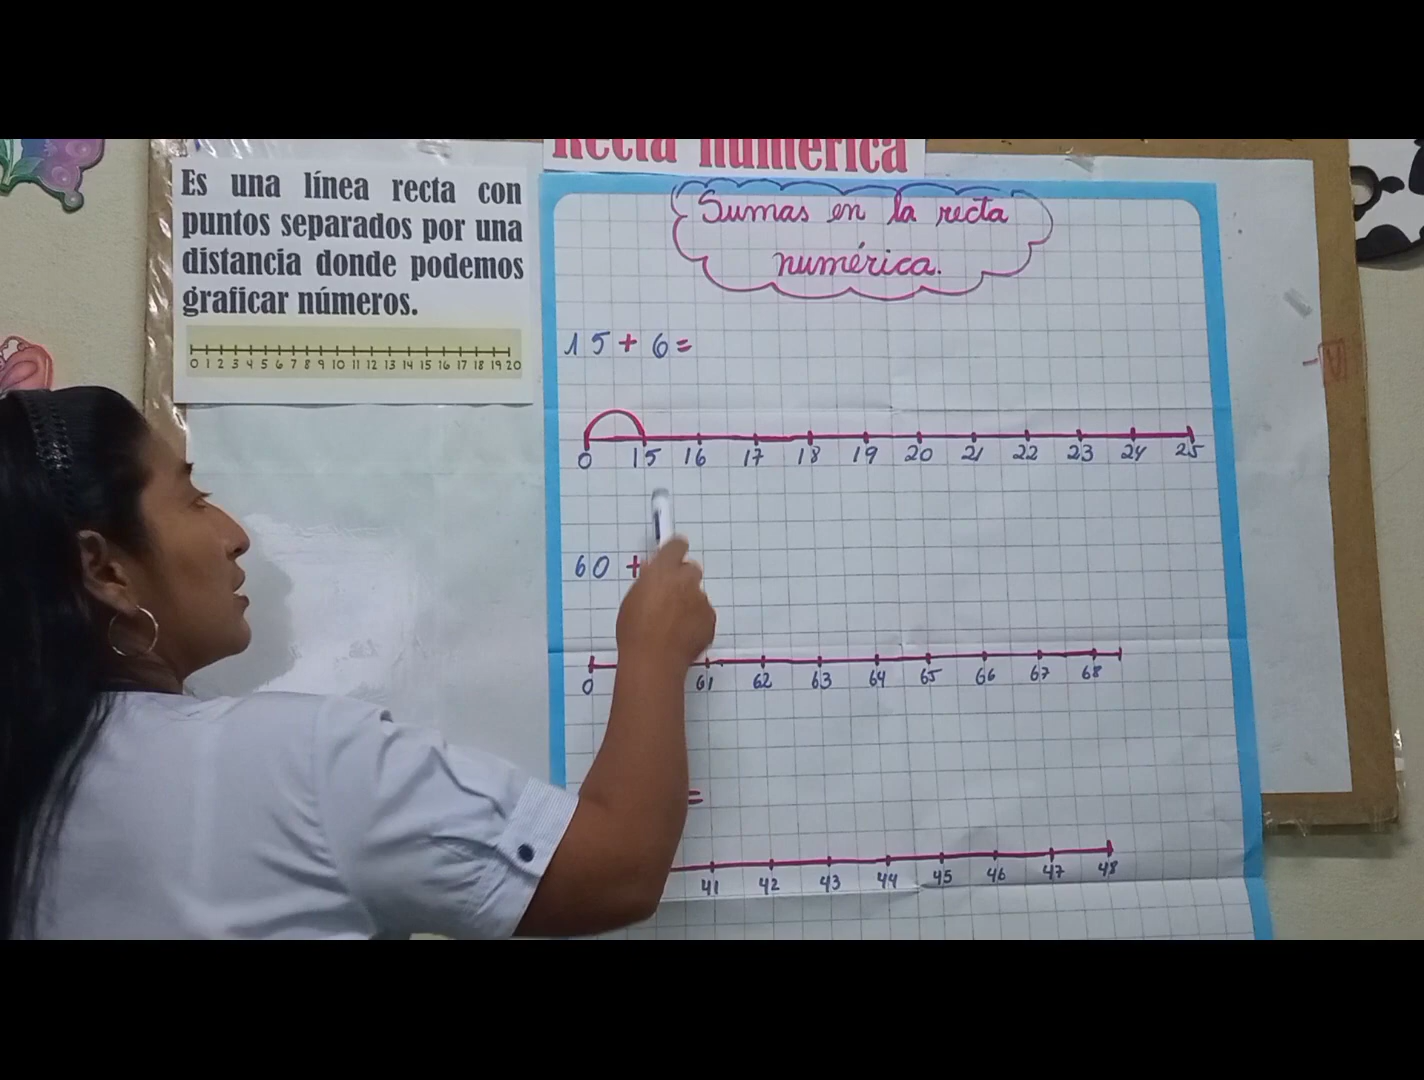 Recta numérica
Es una línea recta con
puntos separados por una
distancia donde podemos
graficar números.
0 1 2 3 4 5 6 7 8 9 10 11 12 13 14 15 16 17 18 19 20
Sumas en la recta
numérica.
15 + 6 =
0 15 16 17 18 19 20 21 22 23 24 25
60 +
0 61 62 63 64 65 66 67 68
=
41 42 43 44 45 46 47 48